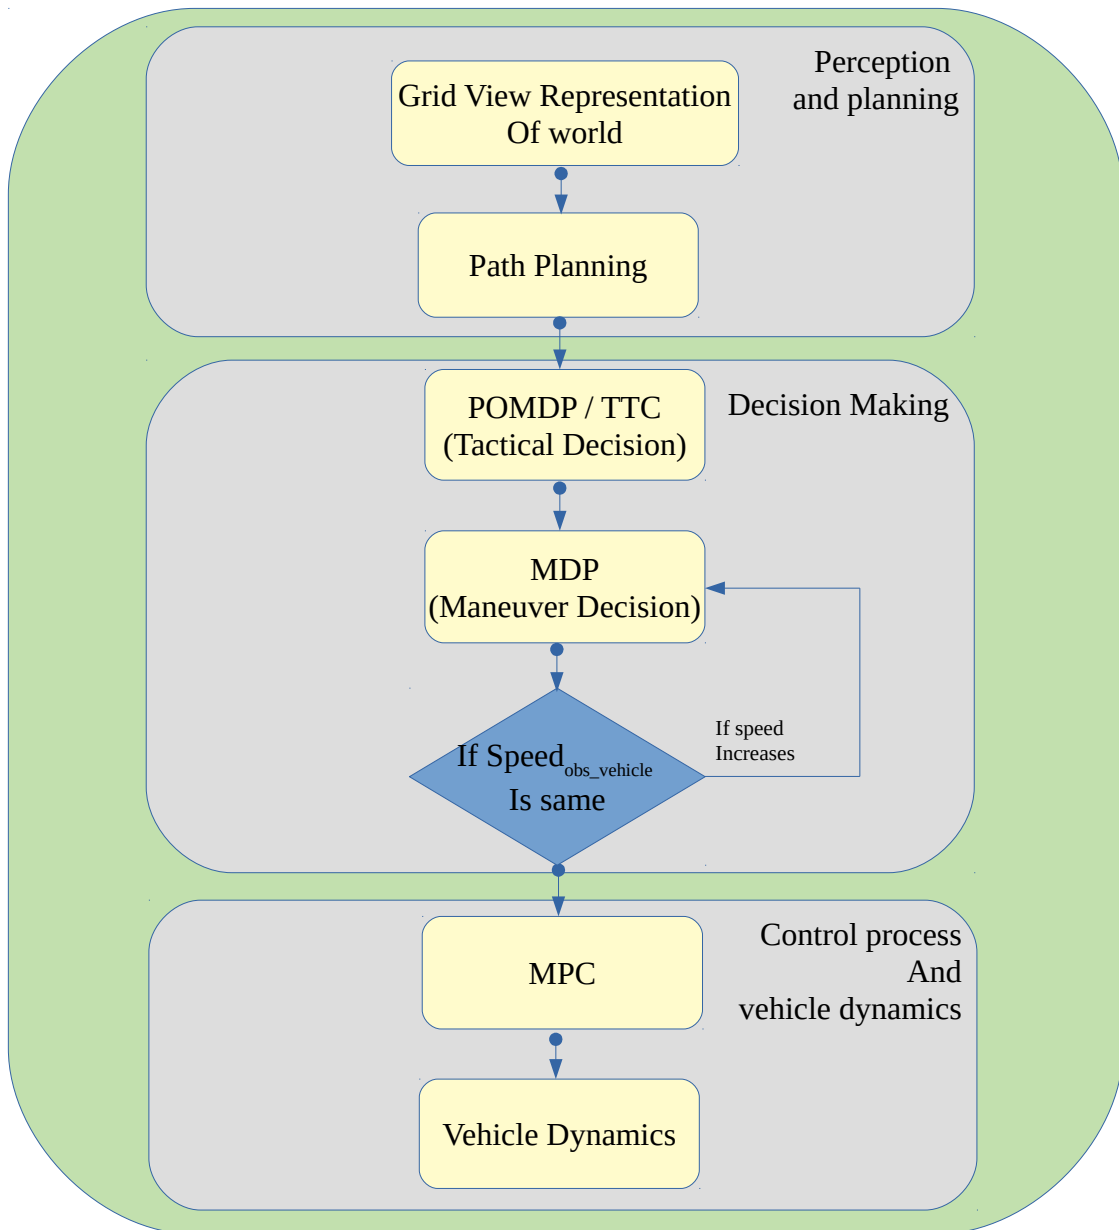 Perception
and planning
Grid View Representation
Of world
Path Planning
Decision Making
POMDP / TTC
(Tactical Decision)
MDP
(Maneuver Decision)
If speed
Increases
If Speed_obs_vehicle
Is same
Control process
And
vehicle dynamics
MPC
Vehicle Dynamics